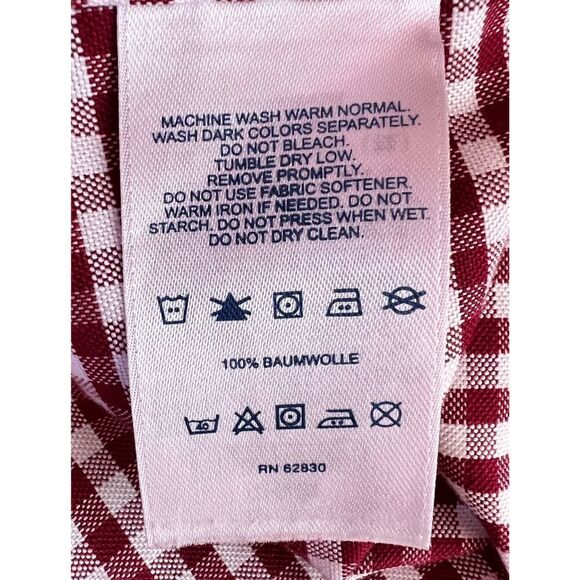 MACHINE WASH WARM NORMAL.
WASH DARK COLORS SEPARATELY.
DO NOT BLEACH.
TUMBLE DRY LOW.
REMOVE PROMPTLY.
DO NOT USE FABRIC SOFTENER.
WARM IRON IF NEEDED. DO NOT
STARCH. DO NOT PRESS WHEN WET.
DO NOT DRY CLEAN.
100% BAUMWOLLE
40
RN 62830